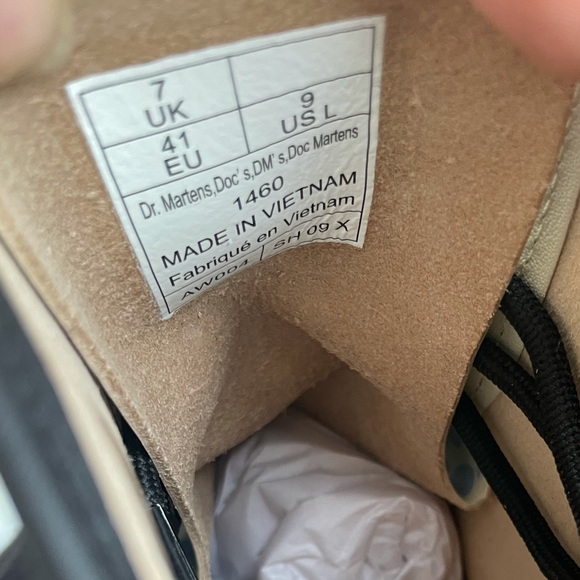 7
UK
41
EU
9
US L
Dr. Martens,Doc's,DM's,Doc Martens
1460
MADE IN VIETNAM
Fabriqué en Vietnam
AW004 SH 09 X